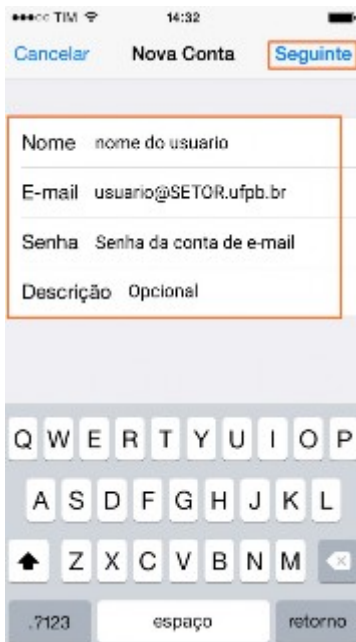 TIM 14:32
Cancelar Nova Conta Seguinte
Nome nome do usuario
E-mail usuario@SETOR.ufpb.br
Senha Senha da conta de e-mail
Descrição Opcional
Q W E R T Y U I O P
A S D F G H J K L
Z X C V B N M
.?123 espaço retorno